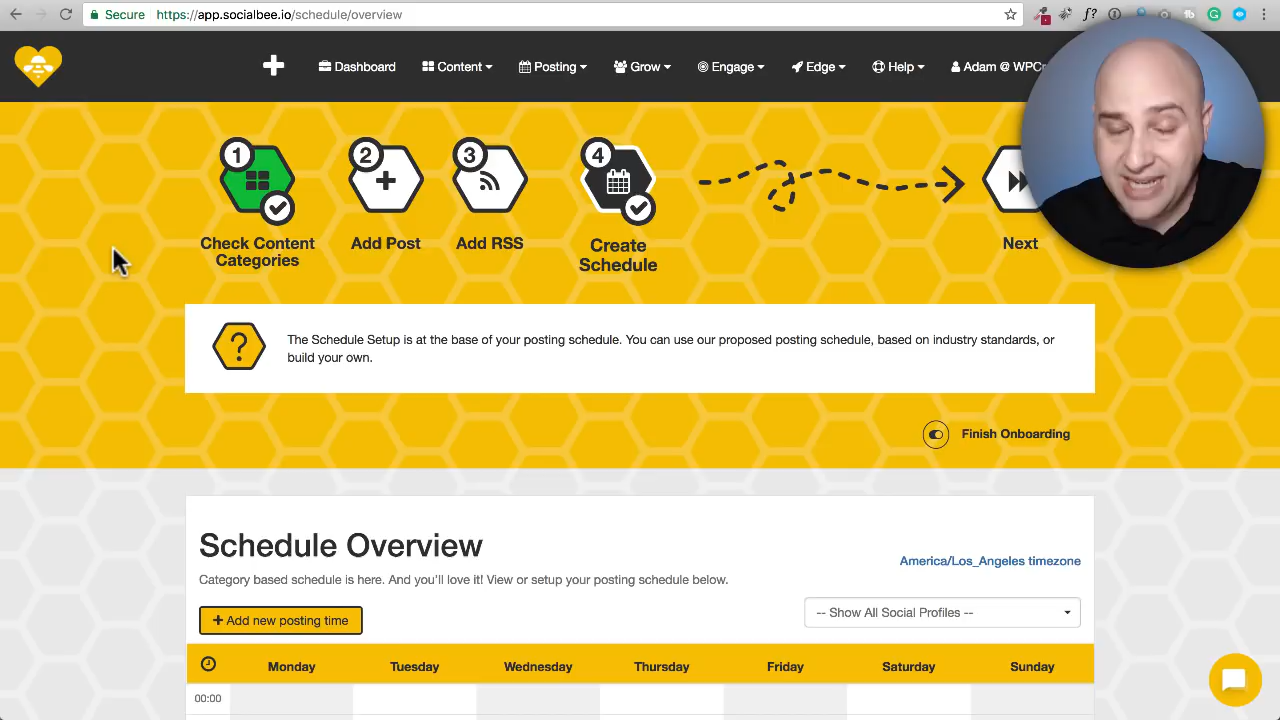 Secure https://app.socialbee.io/schedule/overview
Dashboard Content Posting Grow Engage Edge Help Adam @ WPCr
1 2 3 4
Check Content Categories
Add Post
Add RSS
Create Schedule
Next
?
The Schedule Setup is at the base of your posting schedule. You can use our proposed posting schedule, based on industry standards, or
build your own.
Finish Onboarding
Schedule Overview
America/Los_Angeles timezone
Category based schedule is here. And you'll love it! View or setup your posting schedule below.
+ Add new posting time
-- Show All Social Profiles --
Monday Tuesday Wednesday Thursday Friday Saturday Sunday
00:00